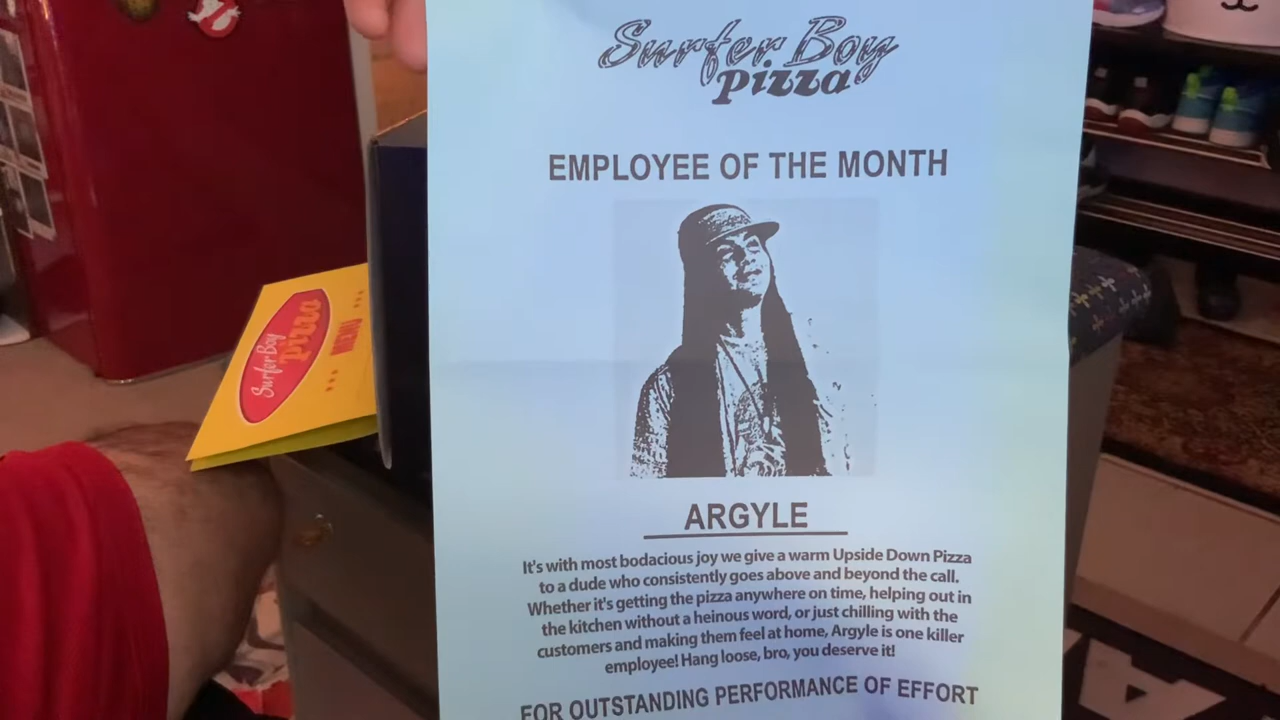 Surfer Boy
Pizza
EMPLOYEE OF THE MONTH
ARGYLE
It's with most bodacious joy we give a warm Upside Down Pizza
to a dude who consistently goes above and beyond the call.
Whether it's getting the pizza anywhere on time, helping out in
the kitchen without a heinous word, or just chilling with the
customers and making them feel at home, Argyle is one killer
employee! Hang loose, bro, you deserve it!
FOR OUTSTANDING PERFORMANCE OF EFFORT
Surfer Boy
Pizza
MENU